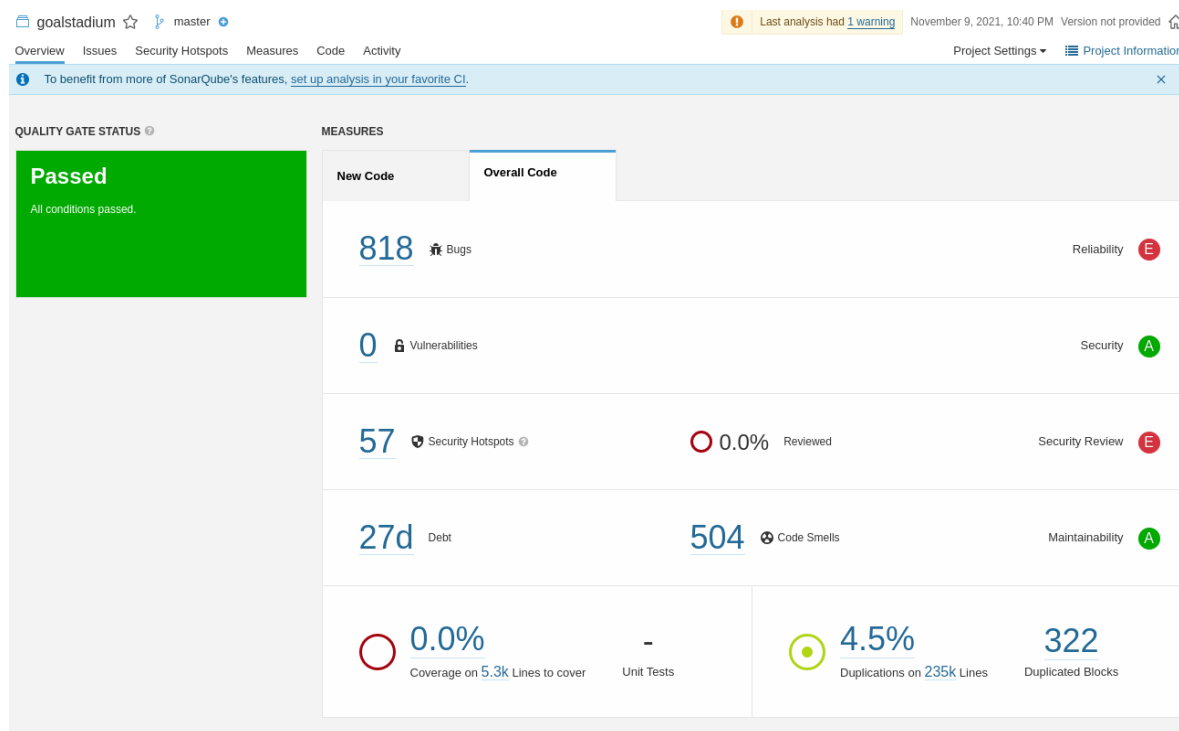 goalstadium master Last analysis had 1 warning November 9, 2021, 10:40 PM Version not provided
Overview Issues Security Hotspots Measures Code Activity Project Settings Project Information
To benefit from more of SonarQube's features, set up analysis in your favorite CI.
QUALITY GATE STATUS MEASURES
Passed
All conditions passed.
New Code Overall Code
818 Bugs Reliability E
0 Vulnerabilities Security A
57 Security Hotspots 0.0% Reviewed Security Review E
27d Debt 504 Code Smells Maintainability A
0.0% - 4.5% 322
Coverage on 5.3k Lines to cover Unit Tests Duplications on 235k Lines Duplicated Blocks